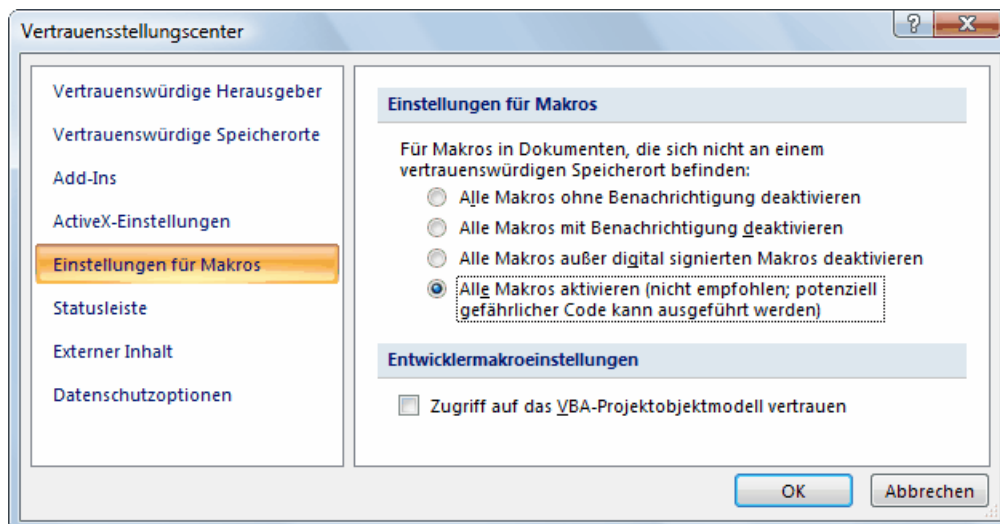 Vertrauensstellungscenter
?
X
Vertrauenswürdige Herausgeber
Vertrauenswürdige Speicherorte
Add-Ins
ActiveX-Einstellungen
Einstellungen für Makros
Statusleiste
Externer Inhalt
Datenschutzoptionen
Einstellungen für Makros
Für Makros in Dokumenten, die sich nicht an einem
vertrauenswürdigen Speicherort befinden:
Alle Makros ohne Benachrichtigung deaktivieren
Alle Makros mit Benachrichtigung deaktivieren
Alle Makros außer digital signierten Makros deaktivieren
Alle Makros aktivieren (nicht empfohlen; potenziell
gefährlicher Code kann ausgeführt werden)
Entwicklermakroeinstellungen
Zugriff auf das VBA-Projektobjektmodell vertrauen
OK
Abbrechen